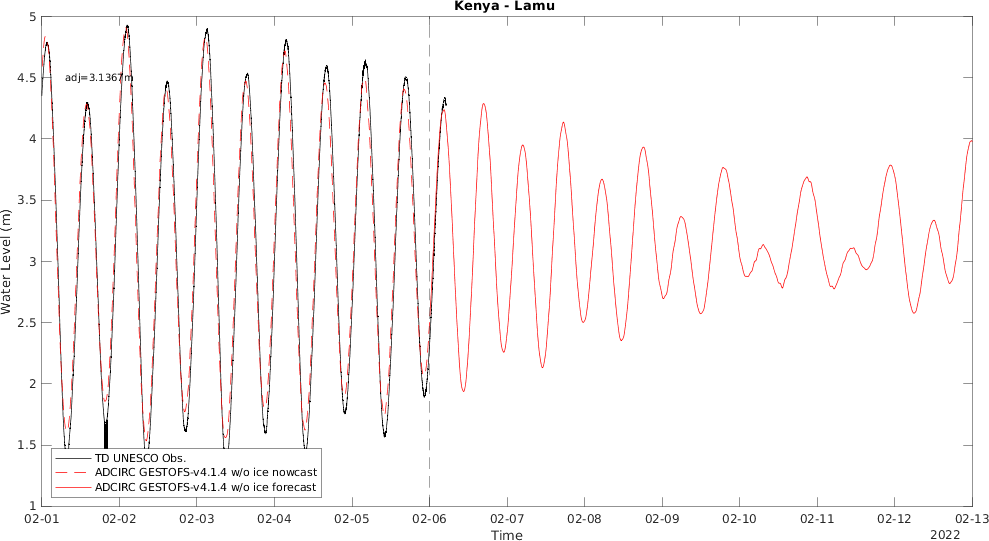 Kenya - Lamu
5
4.5
4
3.5
3
2.5
2
1.5
1
Water Level (m)
adj=3.1367m
TD UNESCO Obs.
ADCIRC GESTOFS-v4.1.4 w/o ice nowcast
ADCIRC GESTOFS-v4.1.4 w/o ice forecast
02-01 02-02 02-03 02-04 02-05 02-06 02-07 02-08 02-09 02-10 02-11 02-12 02-13
Time
2022